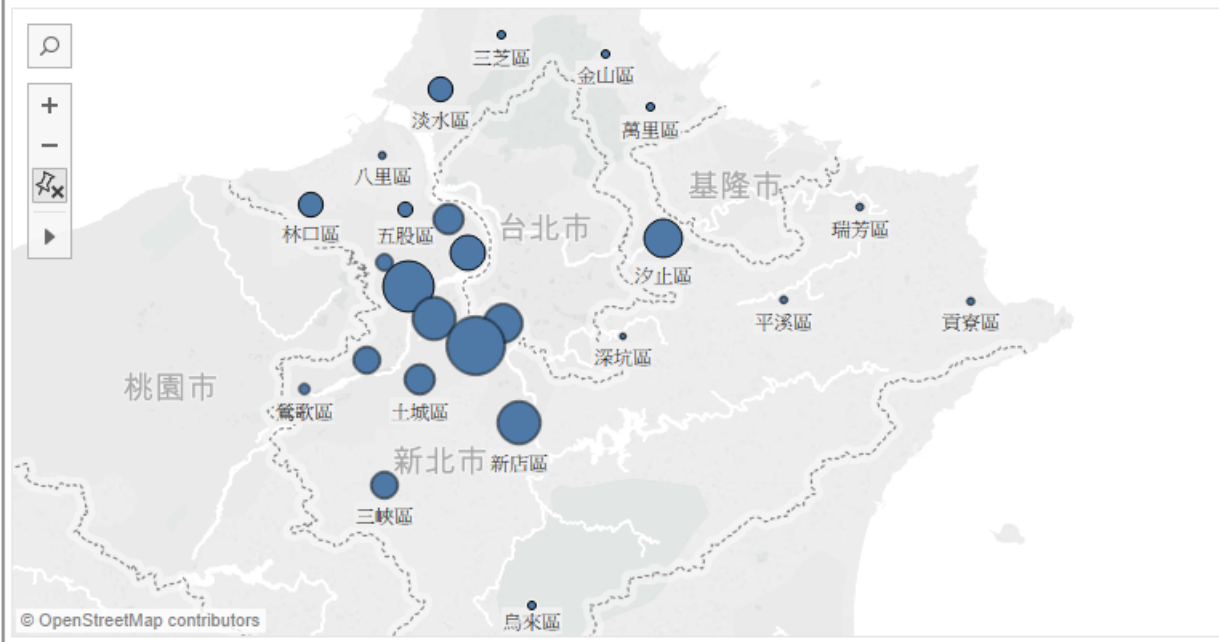 三芝區
金山區
淡水區
萬里區
八里區
基隆市
林口區
五股區
台北市
瑞芳區
汐止區
平溪區
貢寮區
深坑區
桃園市
鶯歌區
土城區
新北市
新店區
三峽區
烏來區
© OpenStreetMap contributors